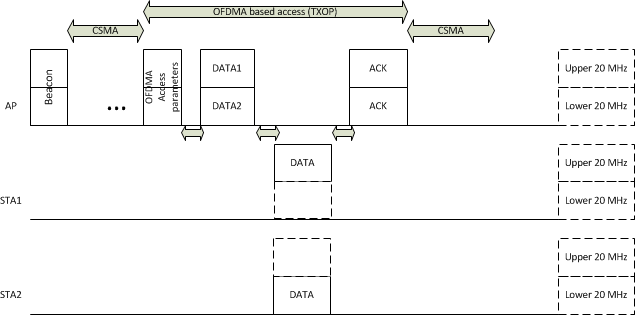 OFDMA based access (TXOP)
CSMA
CSMA
AP
Beacon
...
OFDMA
Access
parameters
DATA1
DATA2
ACK
ACK
Upper 20 MHz
Lower 20 MHz
STA1
DATA
Upper 20 MHz
Lower 20 MHz
STA2
DATA
Upper 20 MHz
Lower 20 MHz